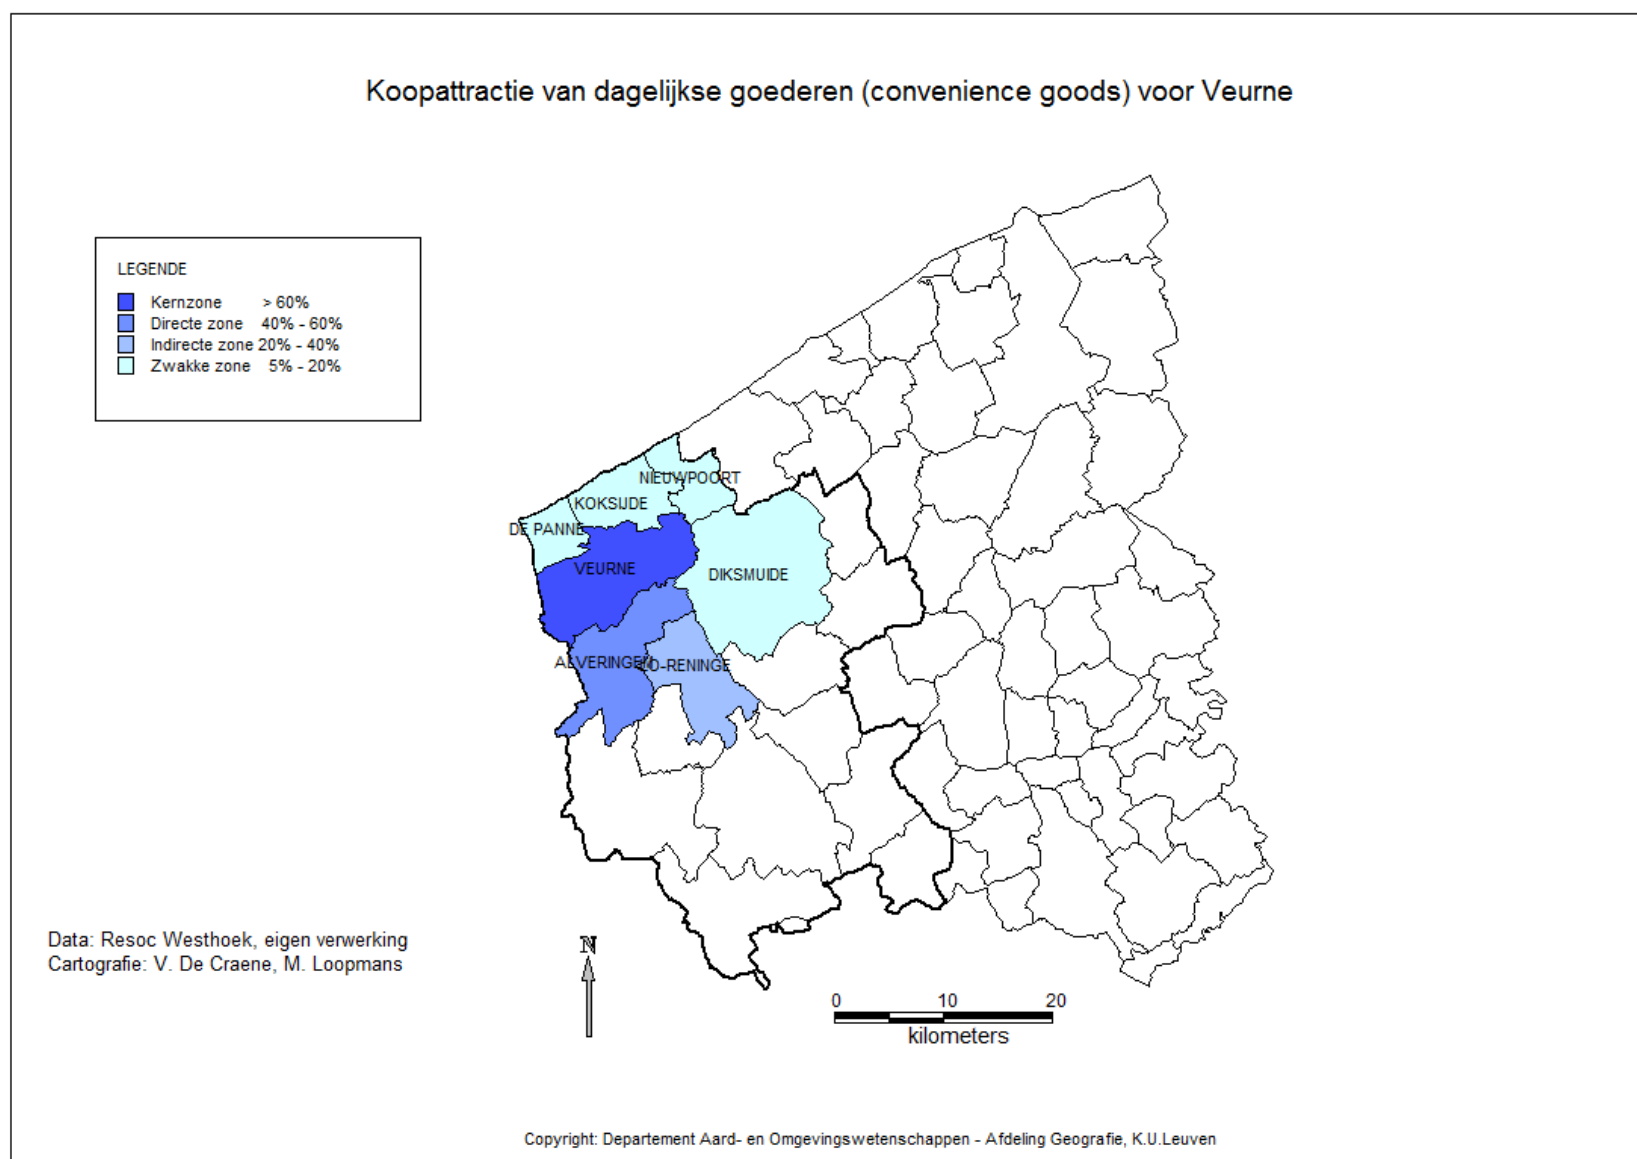 Koopattractie van dagelijkse goederen (convenience goods) voor Veurne
LEGENDE
Kernzone > 60%
Directe zone 40% - 60%
Indirecte zone 20% - 40%
Zwakke zone 5% - 20%
NIEUWPOORT
KOKSIJDE
DE PANNE
VEURNE
DIKSMUIDE
ALVERINGEM
LO-RENINGE
Data: Resoc Westhoek, eigen verwerking
Cartografie: V. De Craene, M. Loopmans
N
0 10 20
kilometers
Copyright: Departement Aard- en Omgevingswetenschappen - Afdeling Geografie, K.U.Leuven